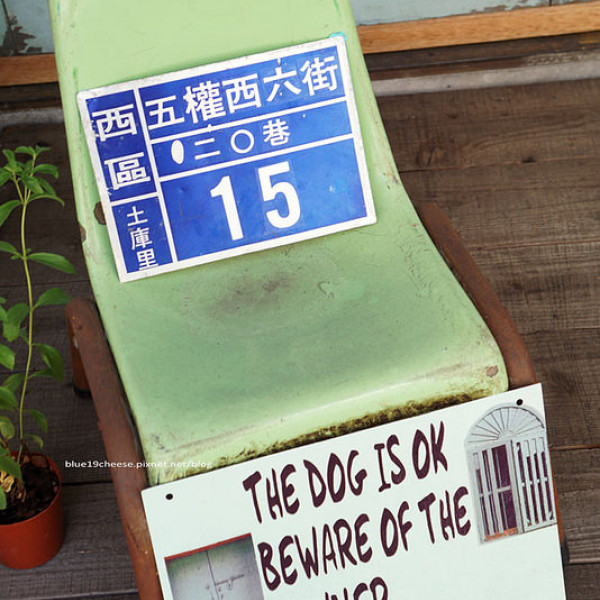 西區
土庫里
五權西六街
二〇巷
15
blue19cheese.pixnet.net/blog
THE DOG IS OK
BEWARE OF THE